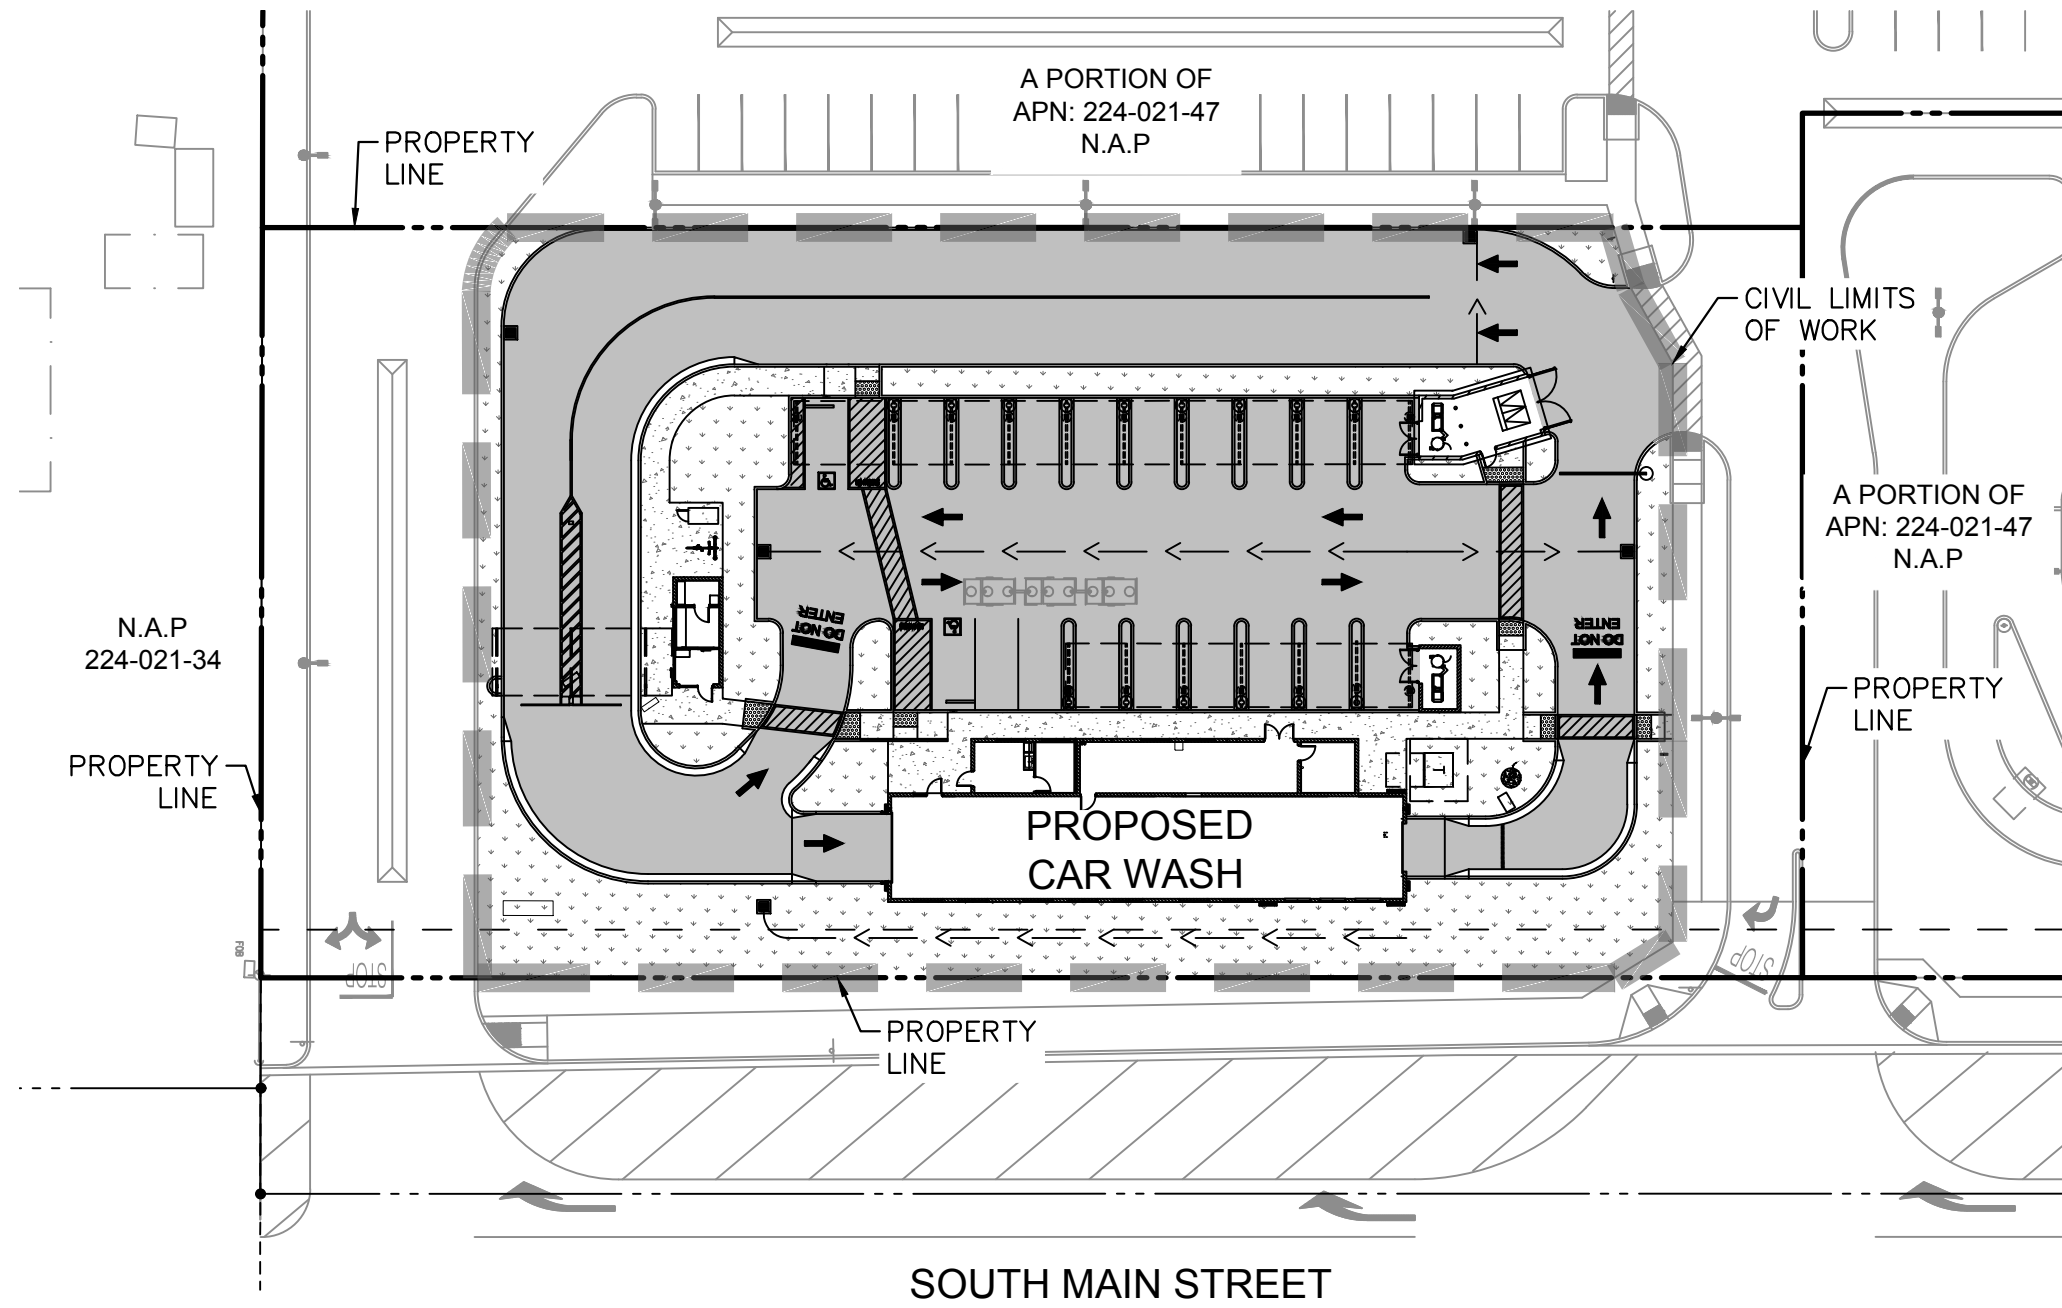 A PORTION OF
APN: 224-021-47
N.A.P
PROPERTY
LINE
CIVIL LIMITS
OF WORK
A PORTION OF
APN: 224-021-47
N.A.P
DO NOT
ENTER
DO NOT
ENTER
N.A.P
224-021-34
PROPERTY
LINE
PROPERTY
LINE
PROPOSED
CAR WASH
T
FOB
STOP
STOP
PROPERTY
LINE
SOUTH MAIN STREET